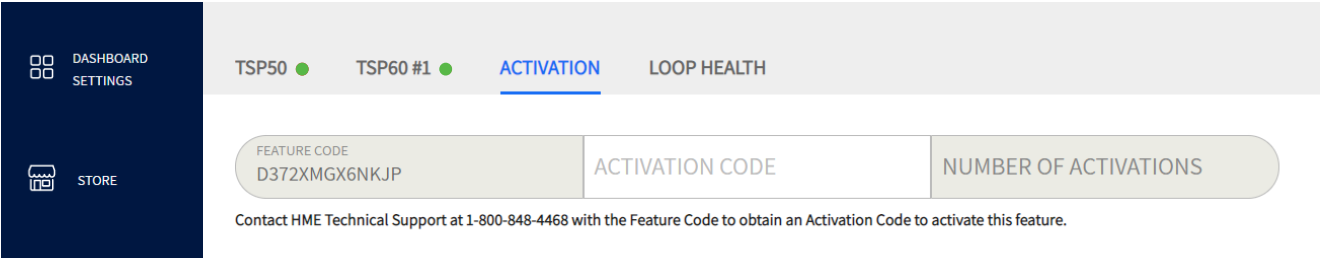 DASHBOARD
SETTINGS
STORE
TSP50 TSP60 #1 ACTIVATION LOOP HEALTH
FEATURE CODE
D372XMGX6NKJP
ACTIVATION CODE
NUMBER OF ACTIVATIONS
Contact HME Technical Support at 1-800-848-4468 with the Feature Code to obtain an Activation Code to activate this feature.